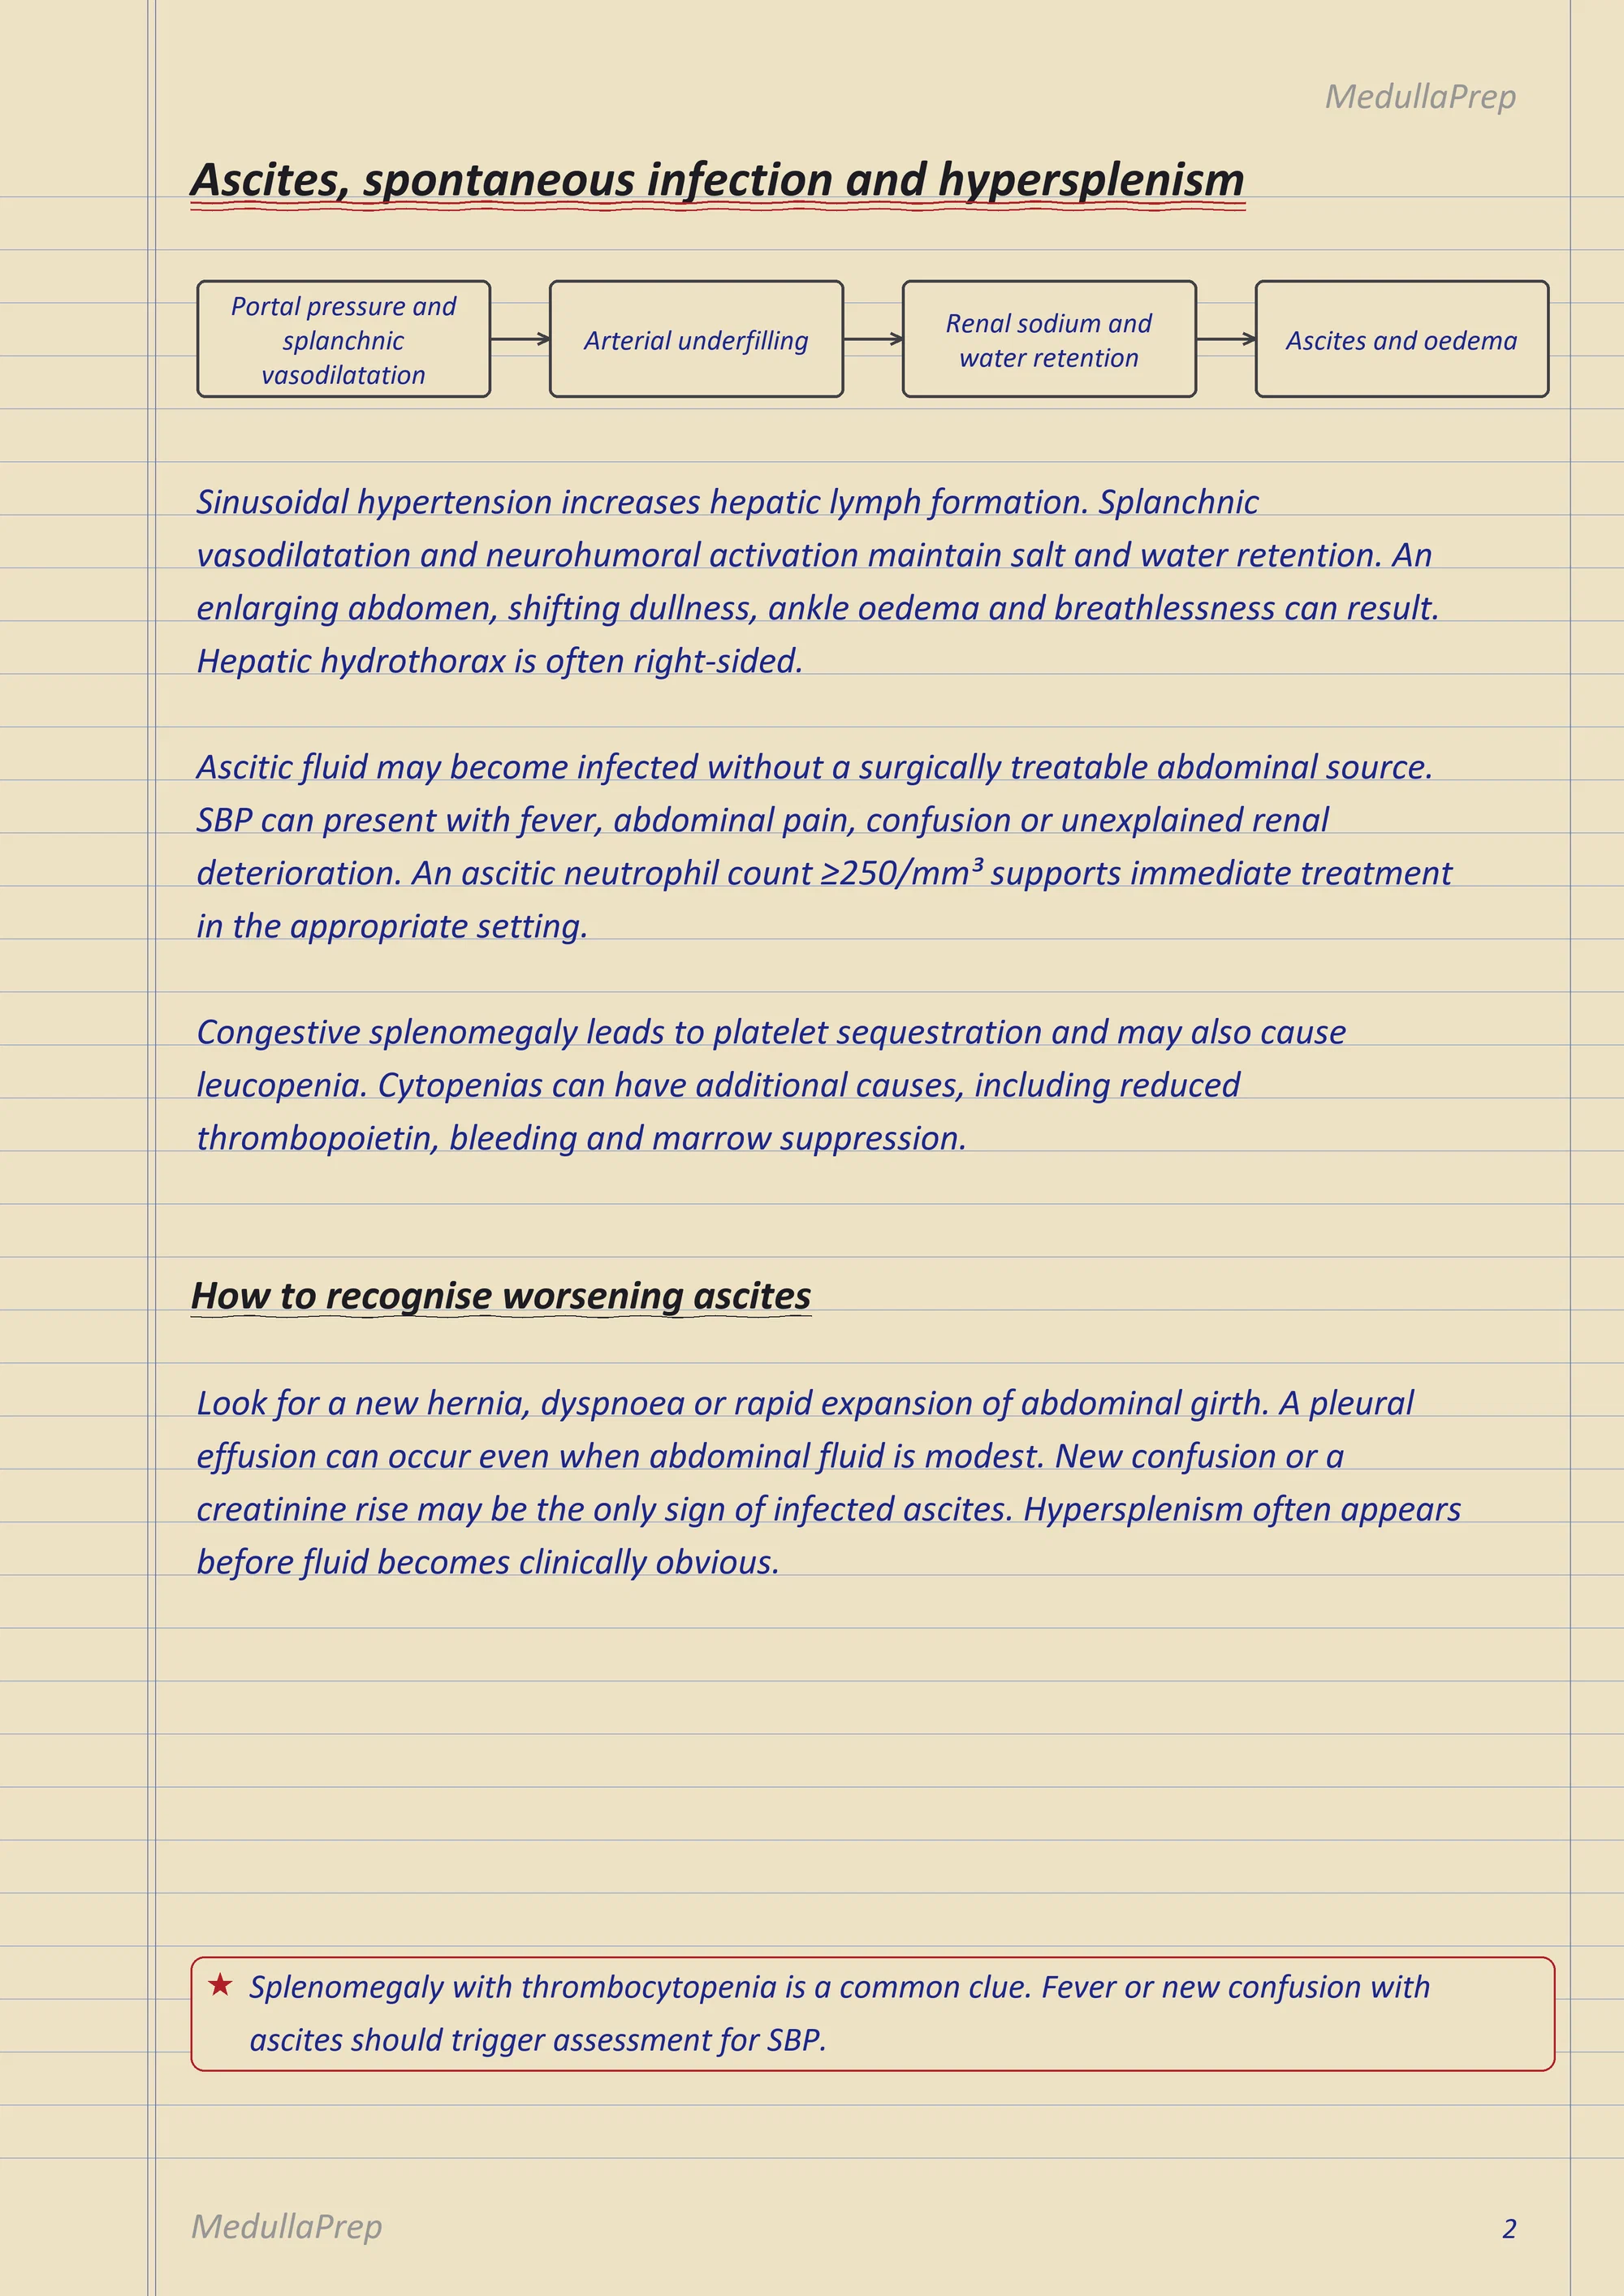 MedullaPrep
Ascites, spontaneous infection and hypersplenism
Portal pressure and
splanchnic
vasodilatation
Arterial underfilling
Renal sodium and
water retention
Ascites and oedema
Sinusoidal hypertension increases hepatic lymph formation. Splanchnic
vasodilatation and neurohumoral activation maintain salt and water retention. An
enlarging abdomen, shifting dullness, ankle oedema and breathlessness can result.
Hepatic hydrothorax is often right-sided.
Ascitic fluid may become infected without a surgically treatable abdominal source.
SBP can present with fever, abdominal pain, confusion or unexplained renal
deterioration. An ascitic neutrophil count ≥250/mm³ supports immediate treatment
in the appropriate setting.
Congestive splenomegaly leads to platelet sequestration and may also cause
leucopenia. Cytopenias can have additional causes, including reduced
thrombopoietin, bleeding and marrow suppression.
How to recognise worsening ascites
Look for a new hernia, dyspnoea or rapid expansion of abdominal girth. A pleural
effusion can occur even when abdominal fluid is modest. New confusion or a
creatinine rise may be the only sign of infected ascites. Hypersplenism often appears
before fluid becomes clinically obvious.
★ Splenomegaly with thrombocytopenia is a common clue. Fever or new confusion with
ascites should trigger assessment for SBP.
MedullaPrep
2